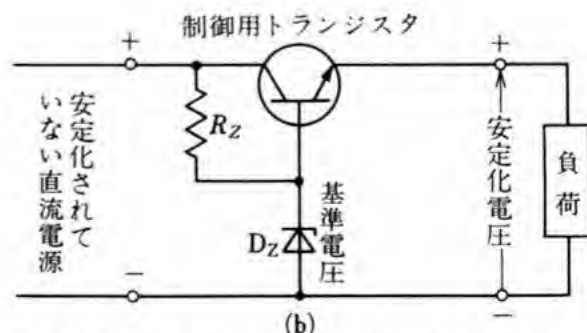 制御用トランジスタ
+
+
安定化されて
いない直流電源
R_Z
D_Z
基準電圧
安定化電圧
負荷
−
−
(b)